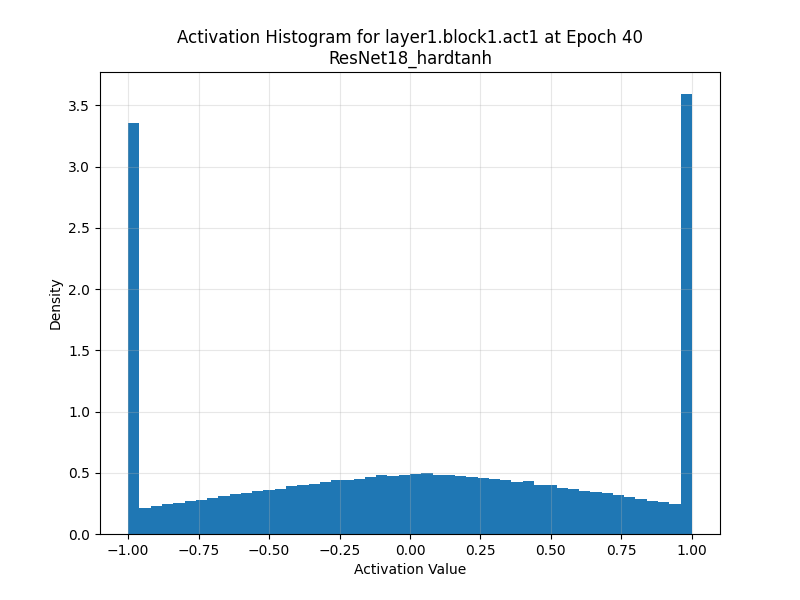 Activation Histogram for layer1.block1.act1 at Epoch 40
ResNet18_hardtanh
3.5
3.0
2.5
2.0
1.5
1.0
0.5
0.0
Density
−1.00 −0.75 −0.50 −0.25 0.00 0.25 0.50 0.75 1.00
Activation Value